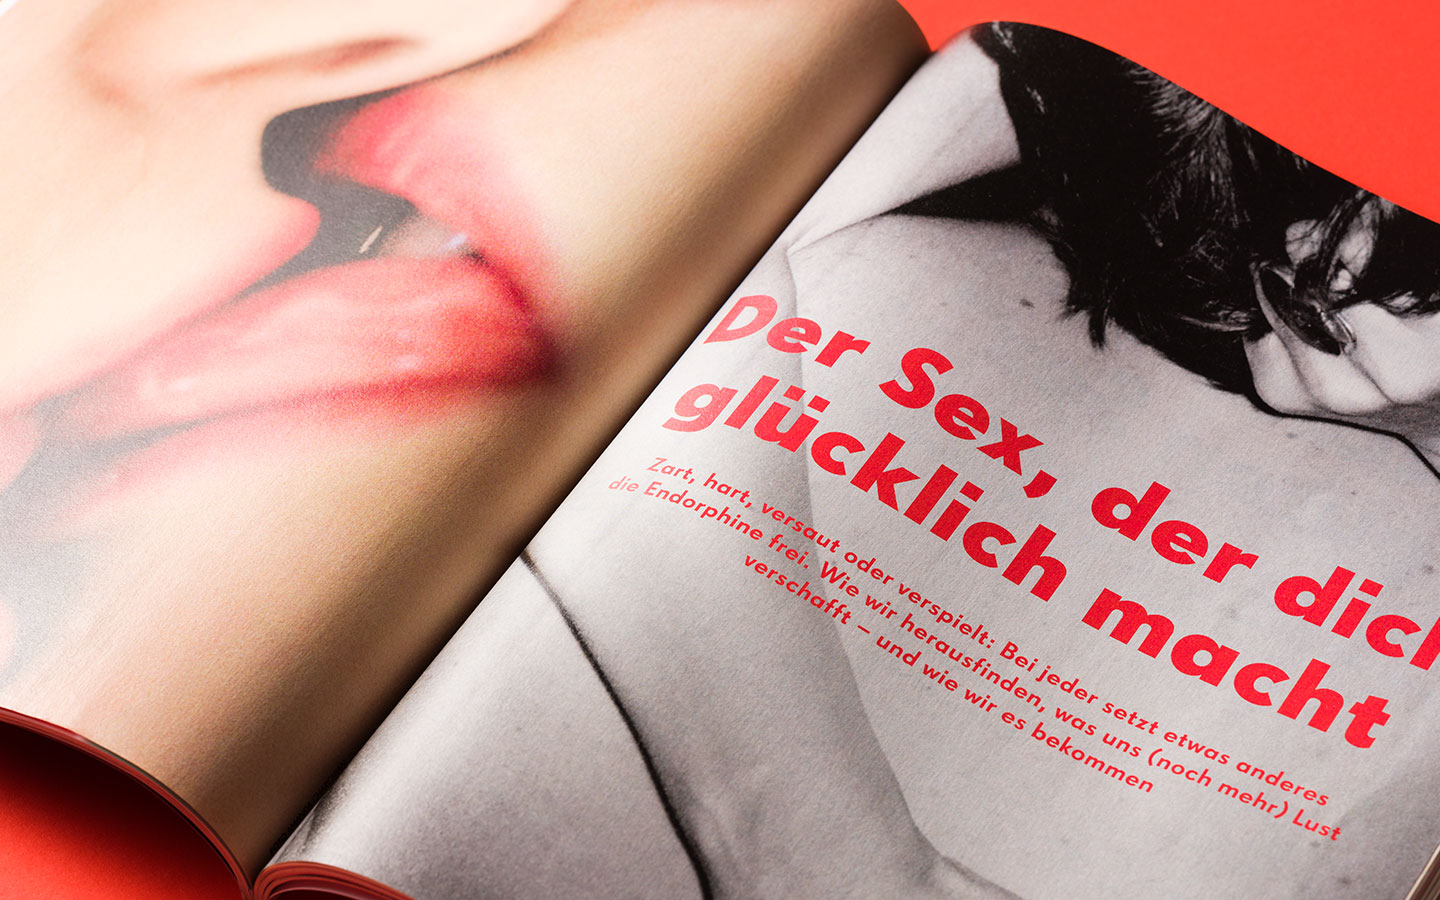 Der Sex, der dich
glücklich macht
Zart, hart, versaut oder verspielt: Bei jeder setzt etwas anderes
die Endorphine frei. Wie wir herausfinden, was uns (noch mehr) Lust
verschafft – und wie wir es bekommen